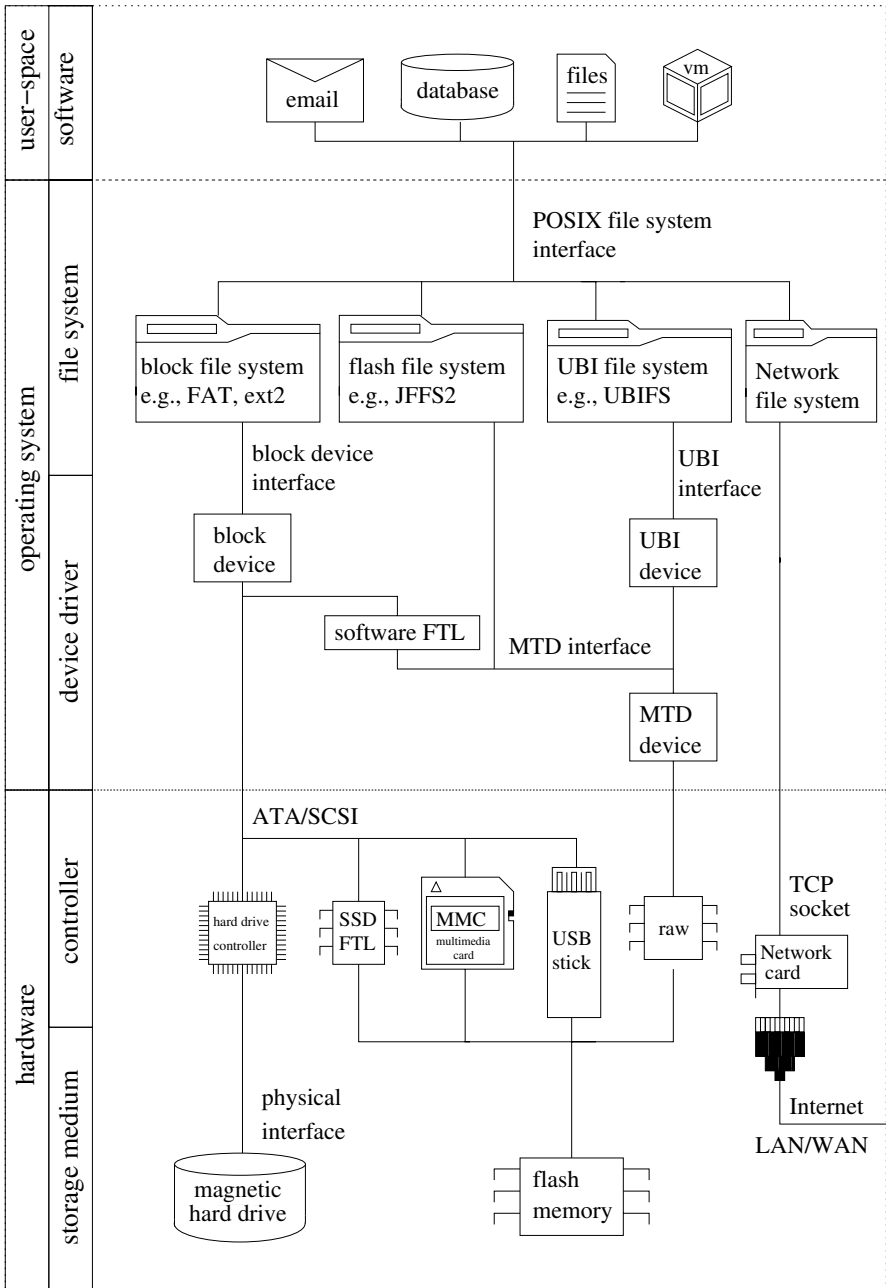 user-space
software
email
database
files
vm
operating system
file system
POSIX file system
interface
block file system
e.g., FAT, ext2
flash file system
e.g., JFFS2
UBI file system
e.g., UBIFS
Network
file system
block device
interface
UBI
interface
device driver
block
device
UBI
device
software FTL
MTD interface
MTD
device
hardware
controller
ATA/SCSI
hard drive
controller
SSD
FTL
MMC
multimedia
card
USB
stick
raw
TCP
socket
Network
card
storage medium
physical
interface
Internet
LAN/WAN
magnetic
hard drive
flash
memory